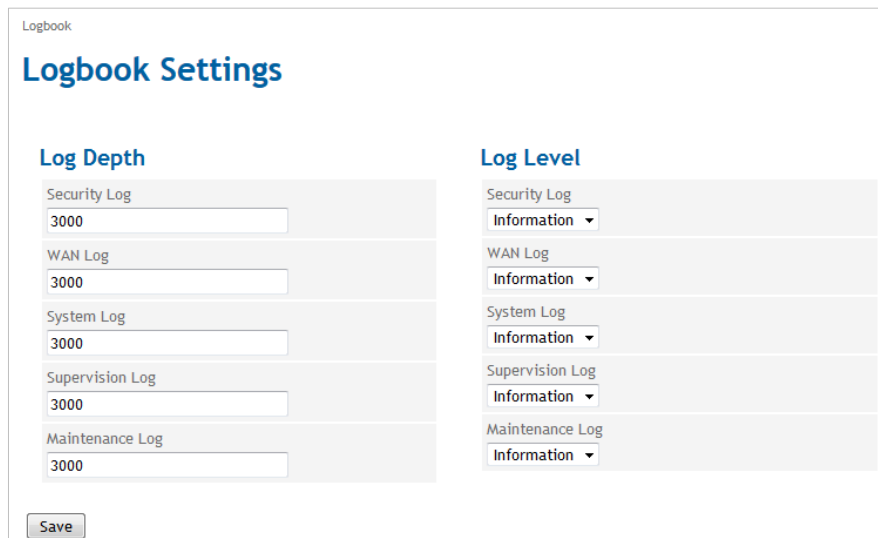 Logbook
Logbook Settings
Log Depth
Security Log
3000
WAN Log
3000
System Log
3000
Supervision Log
3000
Maintenance Log
3000
Log Level
Security Log
Information
WAN Log
Information
System Log
Information
Supervision Log
Information
Maintenance Log
Information
Save